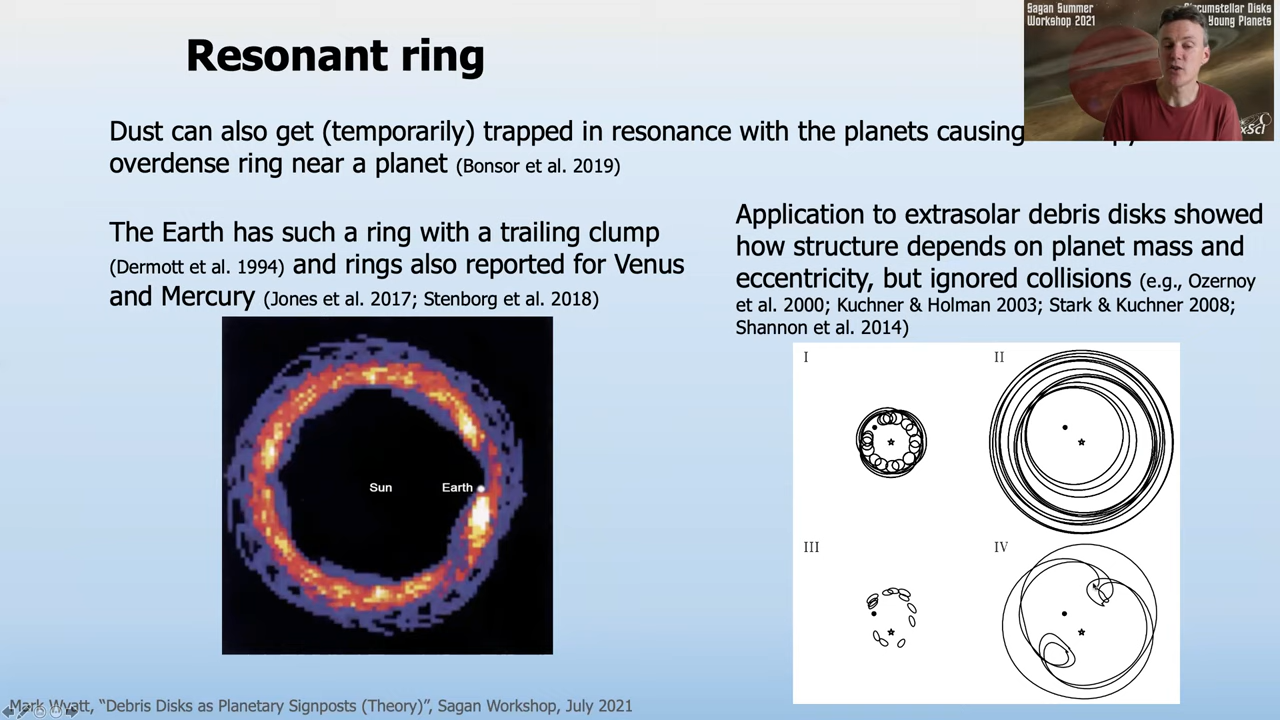 Resonant ring
Sagan Summer
Workshop 2021
Circumstellar Disks
Young Planets
Dust can also get (temporarily) trapped in resonance with the planets causing
overdense ring near a planet (Bonsor et al. 2019)
The Earth has such a ring with a trailing clump
(Dermott et al. 1994) and rings also reported for Venus
and Mercury (Jones et al. 2017; Stenborg et al. 2018)
Application to extrasolar debris disks showed
how structure depends on planet mass and
eccentricity, but ignored collisions (e.g., Ozernoy
et al. 2000; Kuchner & Holman 2003; Stark & Kuchner 2008;
Shannon et al. 2014)
Sun
Earth
I
II
III
IV
Mark Wyatt, “Debris Disks as Planetary Signposts (Theory)”, Sagan Workshop, July 2021